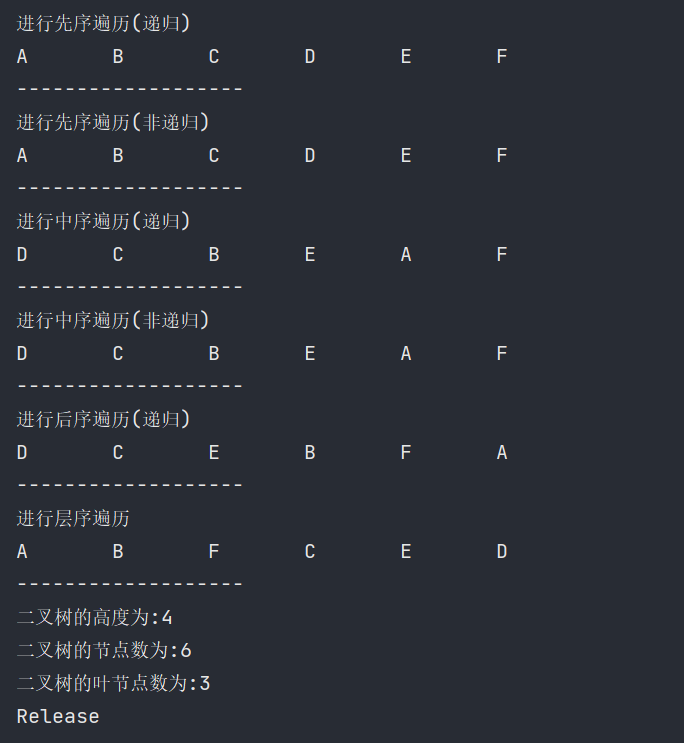 进行先序遍历(递归)
A B C D E F
-------------------
进行先序遍历(非递归)
A B C D E F
-------------------
进行中序遍历(递归)
D C B E A F
-------------------
进行中序遍历(非递归)
D C B E A F
-------------------
进行后序遍历(递归)
D C E B F A
-------------------
进行层序遍历
A B F C E D
-------------------
二叉树的高度为:4
二叉树的节点数为:6
二叉树的叶节点数为:3
Release